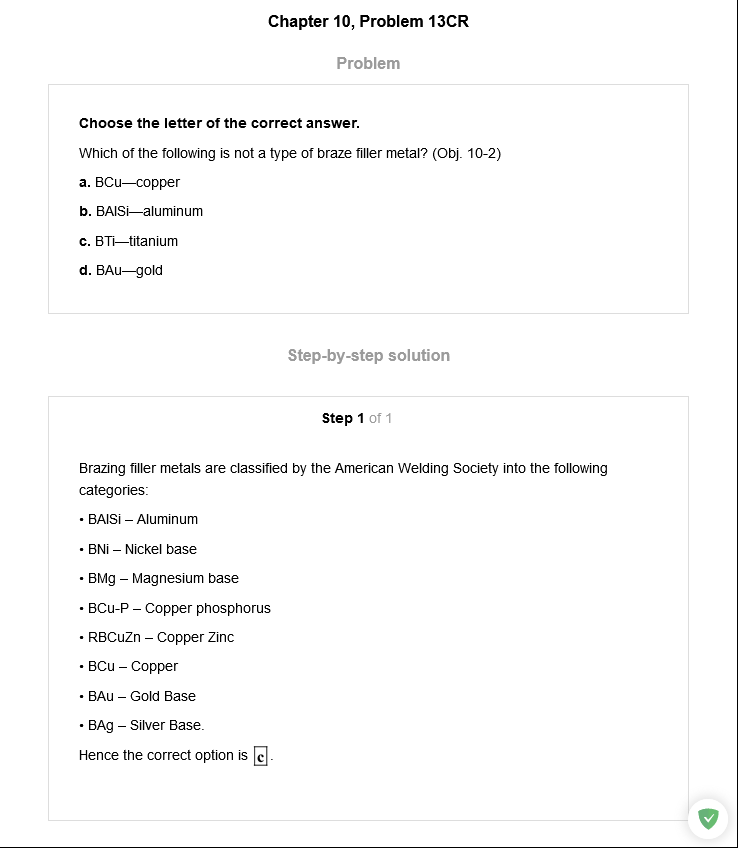 Chapter 10, Problem 13CR
Problem
Choose the letter of the correct answer.
Which of the following is not a type of braze filler metal? (Obj. 10-2)
a. BCu—copper
b. BAlSi—aluminum
c. BTi—titanium
d. BAu—gold
Step-by-step solution
Step 1 of 1
Brazing filler metals are classified by the American Welding Society into the following
categories:
• BAlSi – Aluminum
• BNi – Nickel base
• BMg – Magnesium base
• BCu-P – Copper phosphorus
• RBCuZn – Copper Zinc
• BCu – Copper
• BAu – Gold Base
• BAg – Silver Base.
Hence the correct option is c.